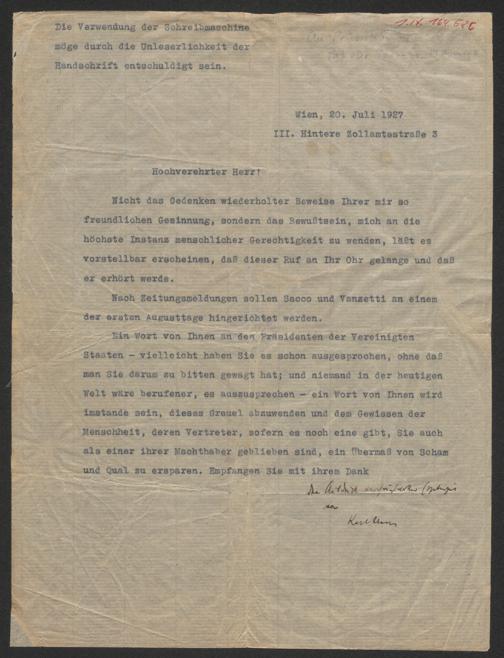 Die Verwendung der Schreibmaschine
möge durch die Unleserlichkeit der
Handschrift entschuldigt sein.
Wien, 20. Juli 1927
III. Hintere Zollamtsstraße 3
Hochverehrter Herr!
Nicht das Gedenken wiederholter Beweise Ihrer mir so
freundlichen Gesinnung, sondern das Bewußtsein, mich an die
höchste Instanz menschlicher Gerechtigkeit zu wenden, läßt es
vorstellbar erscheinen, daß dieser Ruf an Ihr Ohr gelange und daß
er erhört werde.
Nach Zeitungsmeldungen sollen Sacco und Vanzetti an einem
der ersten Augusttage hingerichtet werden.
Ein Wort von Ihnen an den Präsidenten der Vereinigten
Staaten – vielleicht haben Sie es schon ausgesprochen, ohne daß
man Sie darum zu bitten gewagt hat; und niemand in der heutigen
Welt wäre berufener, es auszusprechen – ein Wort von Ihnen wird
imstande sein, dieses Greuel abzuwenden und dem Gewissen der
Menschheit, deren Vertreter, sofern es noch eine gibt, Sie auch
als einer ihrer Machthaber geblieben sind, ein Übermaß von Scham
und Qual zu ersparen. Empfangen Sie mit ihrem Dank
den Ausdruck
von
Karl Kraus